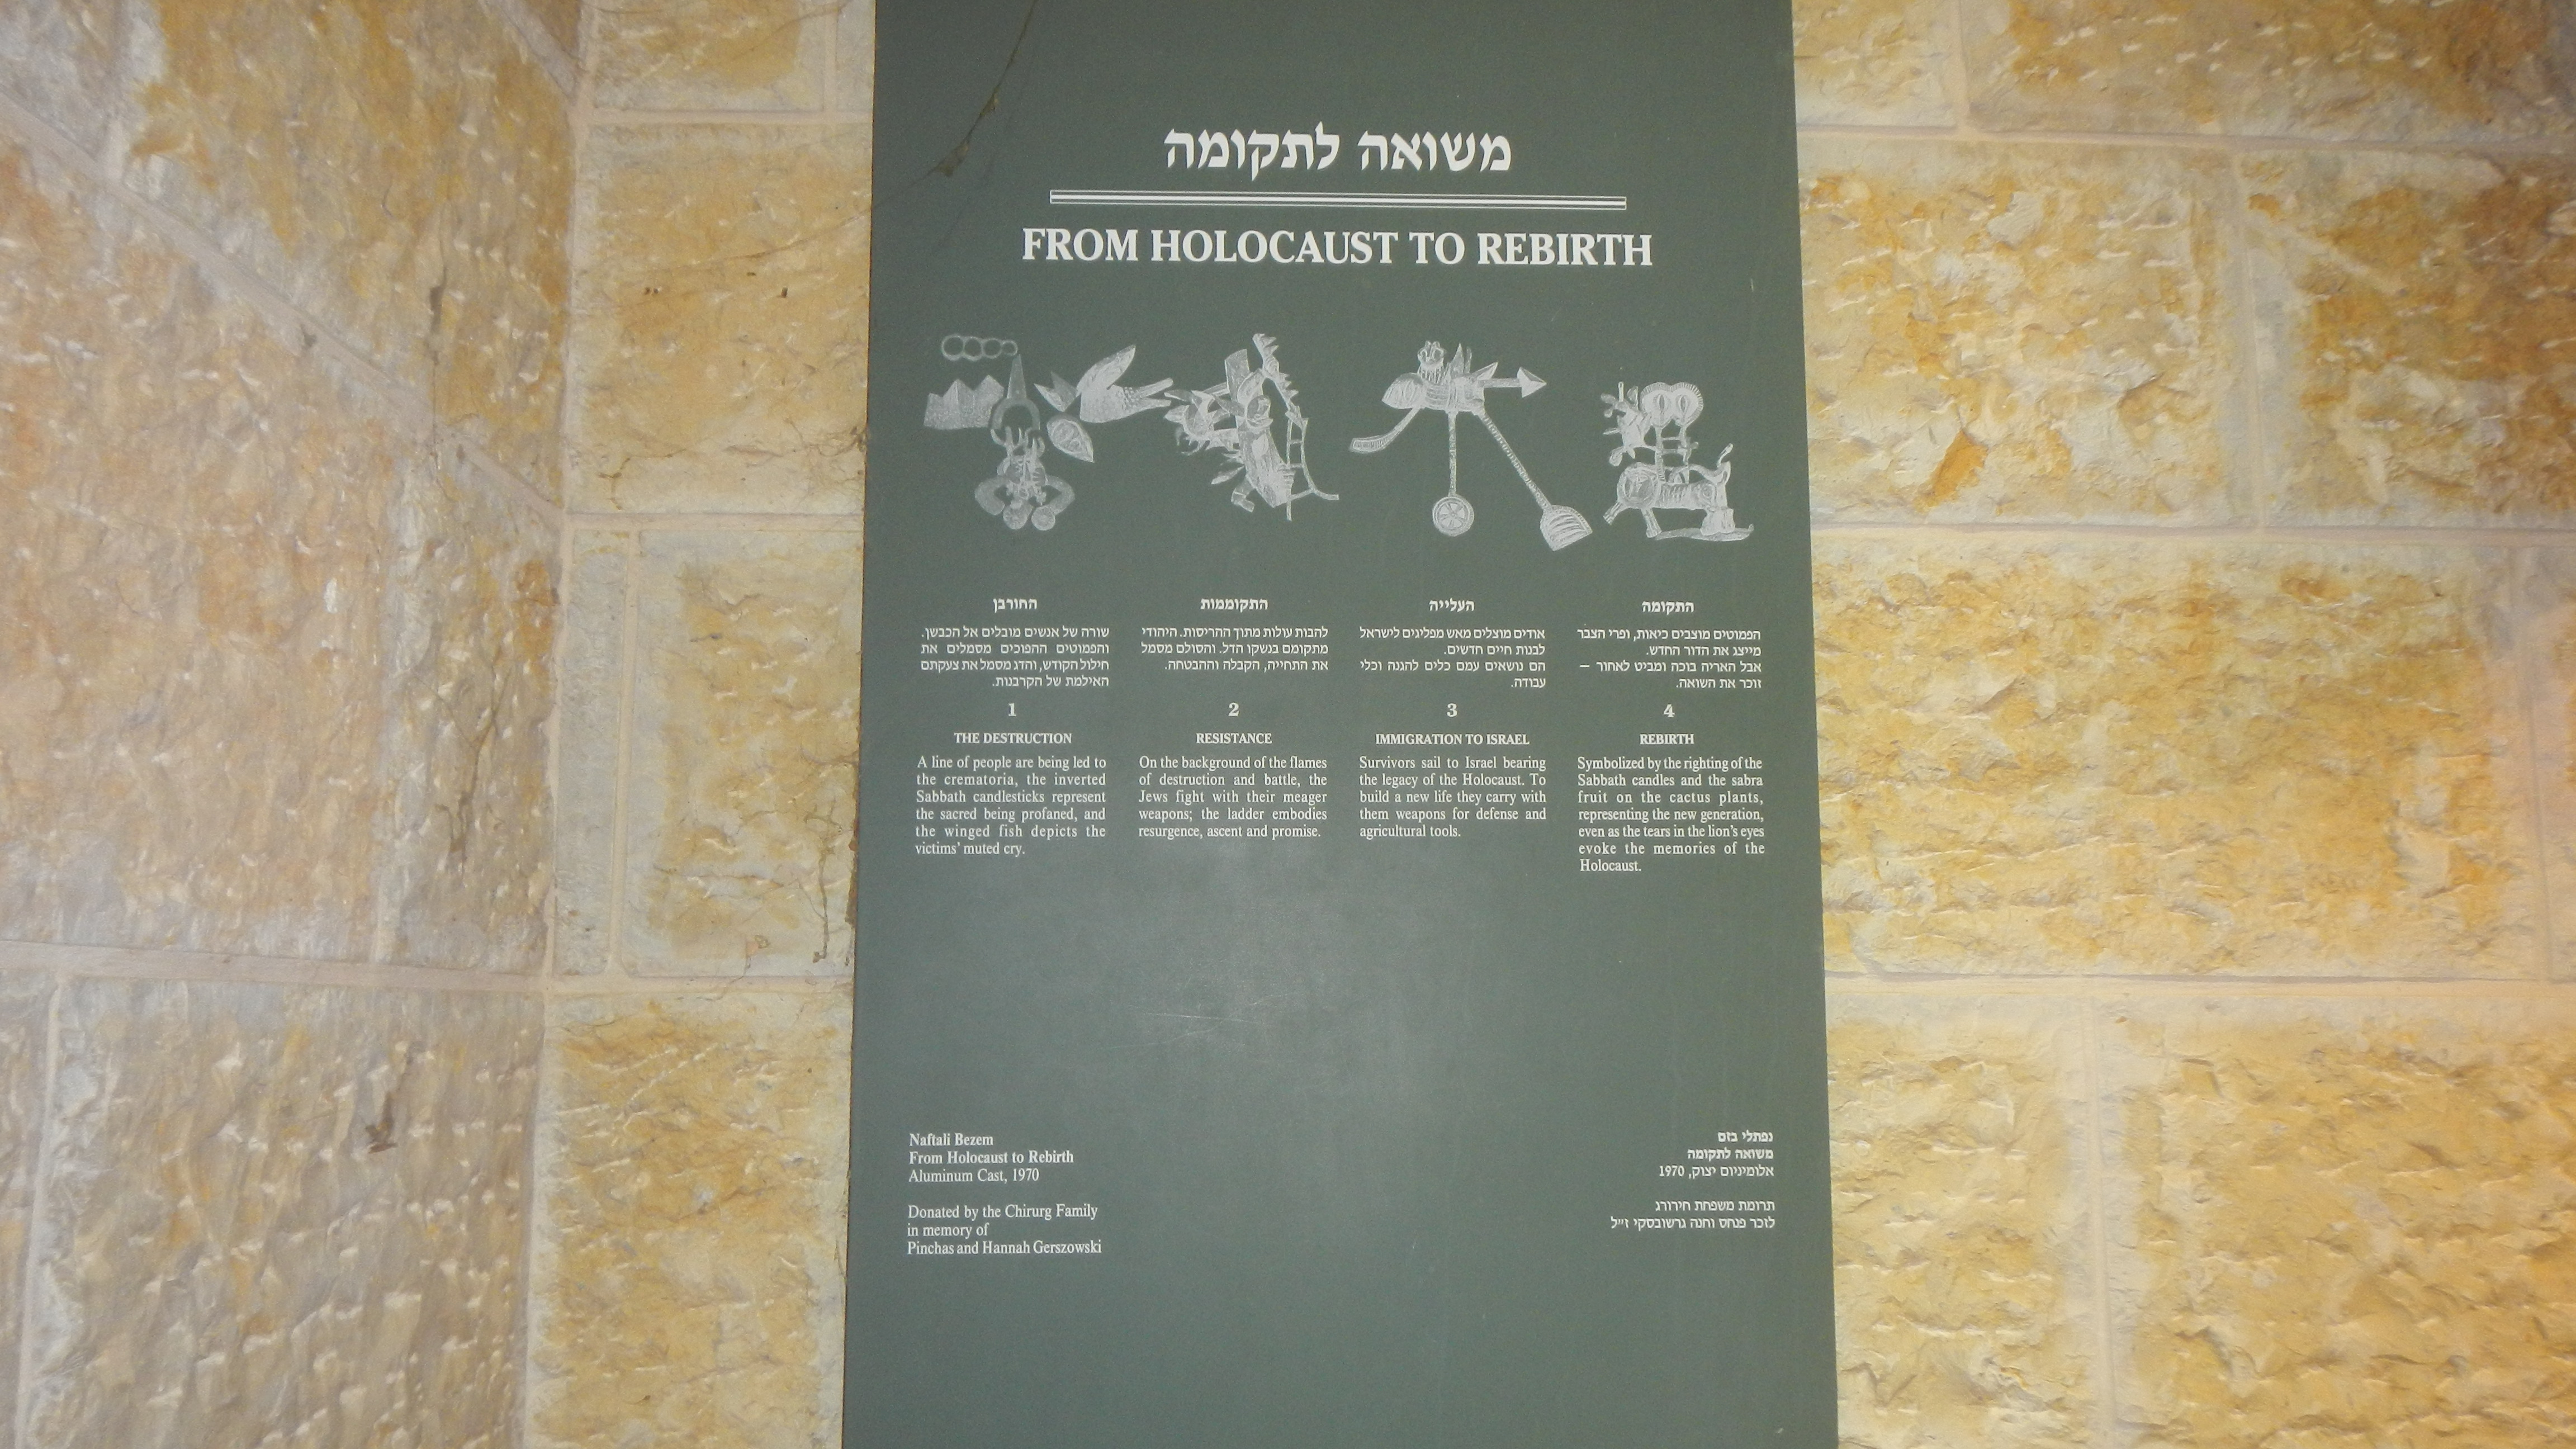 משואה לתקומה
FROM HOLOCAUST TO REBIRTH
החורבן
שורה של אנשים מובלים אל הכבשן.
והפמוטים ההפוכים מסמלים את
חילול הקודש, והדג מסמל את צעקתם
האילמת של הקרבנות.
1
THE DESTRUCTION
A line of people are being led to
the crematoria, the inverted
Sabbath candlesticks represent
the sacred being profaned, and
the winged fish depicts the
victims' muted cry.
התקוממות
להבות עולות מתוך ההריסות. היהודי
מתקומם בנשקו הדל. והסולם מסמל
את התחייה, הקבלה וההבטחה.
2
RESISTANCE
On the background of the flames
of destruction and battle, the
Jews fight with their meager
weapons; the ladder embodies
resurgence, ascent and promise.
העלייה
אודים מוצלים מאש מפליגים לישראל
לבנות חיים חדשים.
הם נושאים עמם כלים להגנה וכלי
עבודה.
3
IMMIGRATION TO ISRAEL
Survivors sail to Israel bearing
the legacy of the Holocaust. To
build a new life they carry with
them weapons for defense and
agricultural tools.
התקומה
הפמוטים מוצבים כיאות, ופרי הצבר
מייצג את הדור החדש.
אבל האריה בוכה ומביט לאחור –
זוכר את השואה.
4
REBIRTH
Symbolized by the righting of the
Sabbath candles and the sabra
fruit on the cactus plants,
representing the new generation,
even as the tears in the lion's eyes
evoke the memories of the
Holocaust.
Naftali Bezem
From Holocaust to Rebirth
Aluminum Cast, 1970
Donated by the Chirurg Family
in memory of
Pinchas and Hannah Gerszowski
נפתלי בזם
משואה לתקומה
אלומיניום יצוק, 1970
תרומת משפחת חירורג
לזכר פנחס וחנה גרשובסקי ז״ל